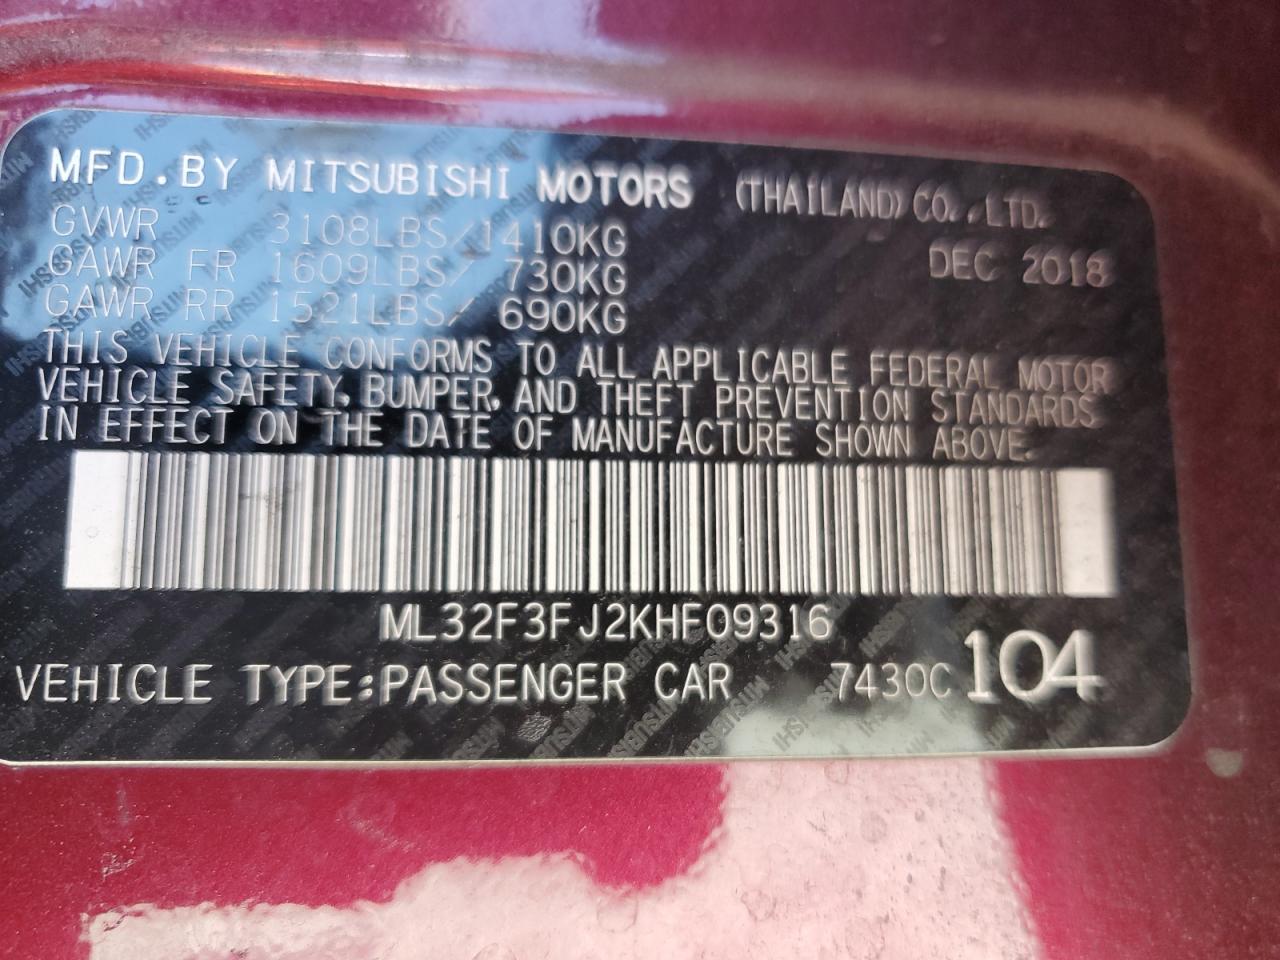 MFD.BY MITSUBISHI MOTORS (THAILAND) CO.,LTD.
GVWR 3108LBS/1410KG
GAWR FR 1609LBS/ 730KG DEC 2018
GAWR RR 1521LBS/ 690KG
THIS VEHICLE CONFORMS TO ALL APPLICABLE FEDERAL MOTOR
VEHICLE SAFETY, BUMPER, AND THEFT PREVENTION STANDARDS
IN EFFECT ON THE DATE OF MANUFACTURE SHOWN ABOVE.
ML32F3FJ2KHF09316
VEHICLE TYPE:PASSENGER CAR 7430C 104